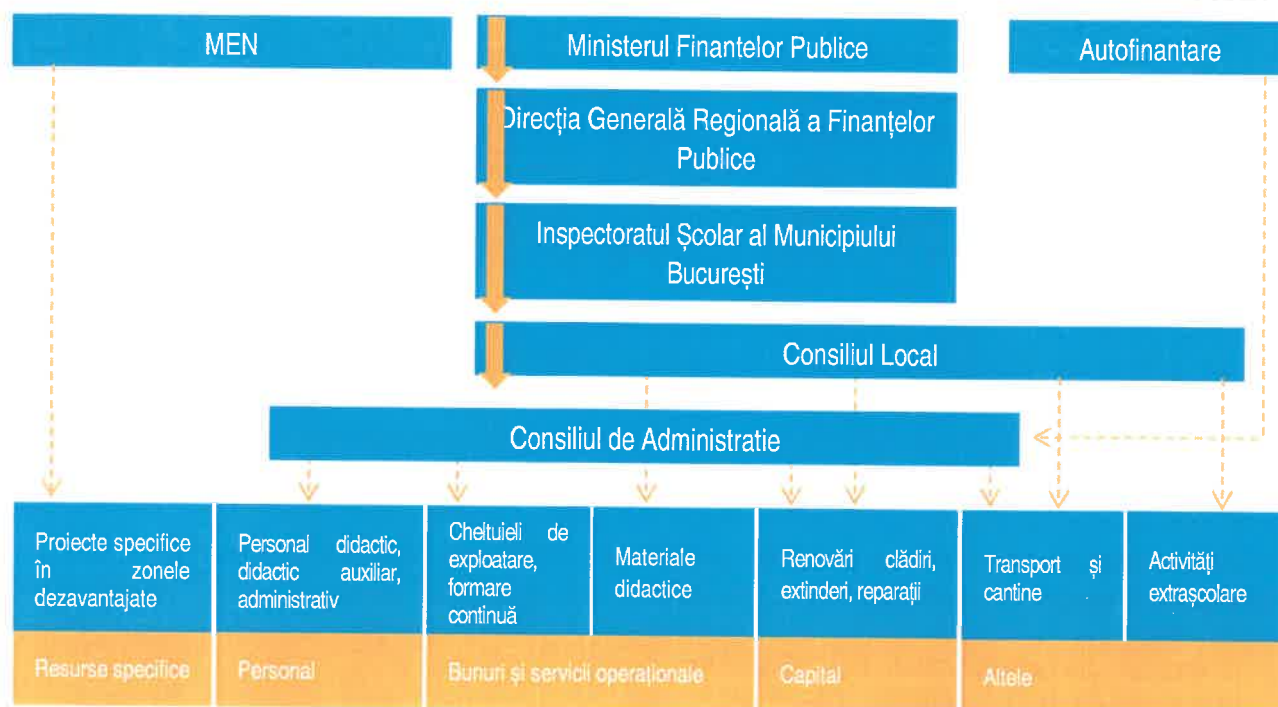 MEN
Ministerul Finantelor Publice
Autofinantare
Direcția Generală Regională a Finanțelor
Publice
Inspectoratul Școlar al Municipiului
București
Consiliul Local
Consiliul de Administratie
Proiecte specifice
în zonele
dezavantajate
Personal didactic,
didactic auxiliar,
administrativ
Cheltuieli de
exploatare,
formare
continuă
Materiale
didactice
Renovări clădiri,
extinderi, reparații
Transport și
cantine
Activități
extrașcolare
Resurse specifice
Personal
Bunuri și servicii operaționale
Capital
Altele